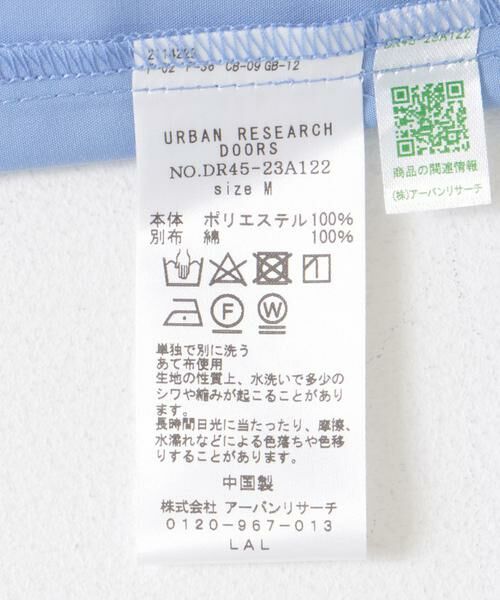 CB-09 GB-12
DR45-23A122
URBAN RESEARCH
DOORS
NO.DR45-23A122
size M
本体 ポリエステル100%
別布 綿 100%
F
W
単独で別に洗う
あて布使用
生地の性質上、水洗いで多少の
シワや縮みが起こることがあり
ます。
長時間日光に当たったり、摩擦、
水濡れなどによる色落ちや色移
りすることがあります。
中国製
株式会社 アーバンリサーチ
0120-967-013
LAL
商品の関連情報
(株)アーバンリサーチ